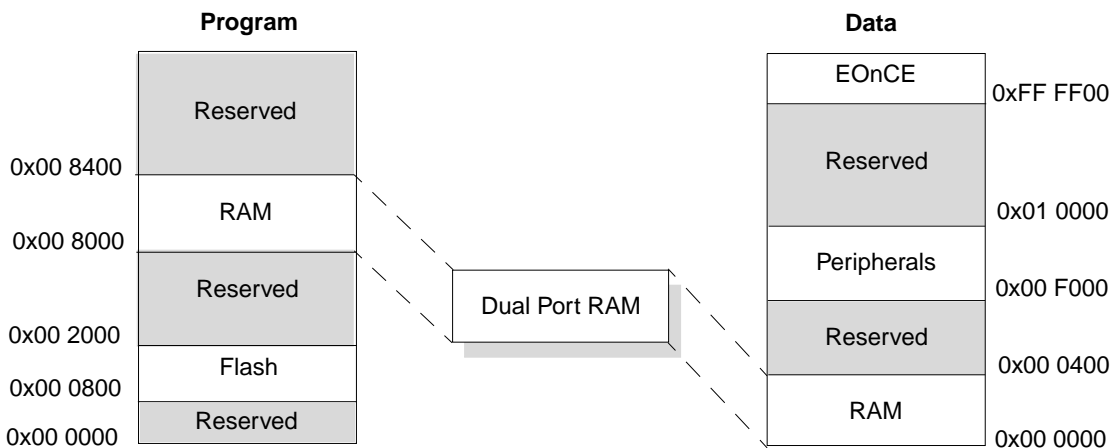 Program
Reserved
0x00 8400
RAM
0x00 8000
Reserved
0x00 2000
Flash
0x00 0800
Reserved
0x00 0000
Dual Port RAM
Data
EOnCE
0xFF FF00
Reserved
0x01 0000
Peripherals
0x00 F000
Reserved
0x00 0400
RAM
0x00 0000